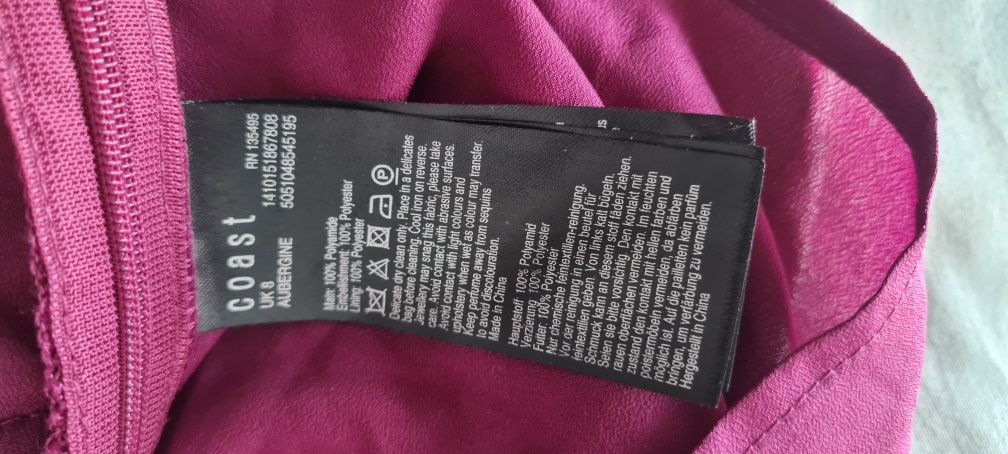 coast
UK 8 RN 135495
AUBERGINE 1410151867808
5051048545195
Main: 100% Polyamide
Embellishment: 100% Polyester
Lining: 100% Polyester
P
Delicate dry clean only. Place in a delicates
bag before cleaning. Cool iron on reverse.
Jewellery may snag this fabric, please take
care. Avoid contact with abrasive surfaces.
Avoid contact with light colours and
upholstery when wet as colour may transfer.
Keep perfume away from sequins
to avoid discolouration.
Made in China
Hauptstoff: 100% Polyamid
Verzierung: 100% Polyester
Futter: 100% Polyester
Nur chemische feintextilien-reinigung.
Vor der reinigung in einen beutel für
feintextilien geben. Von links kalt bügeln.
Schmuck kann an diesem stoff fäden ziehen.
Seien sie bitte vorsichtig. Den kontakt mit
rauen oberflächen vermeiden. Im feuchten
zustand den kontakt mit hellen farben und
polstermöbeln vermeiden, da abfärben
möglich ist. Auf die pailletten kein parfüm
bringen, um verfärbung zu vermeiden.
Hergestellt in China